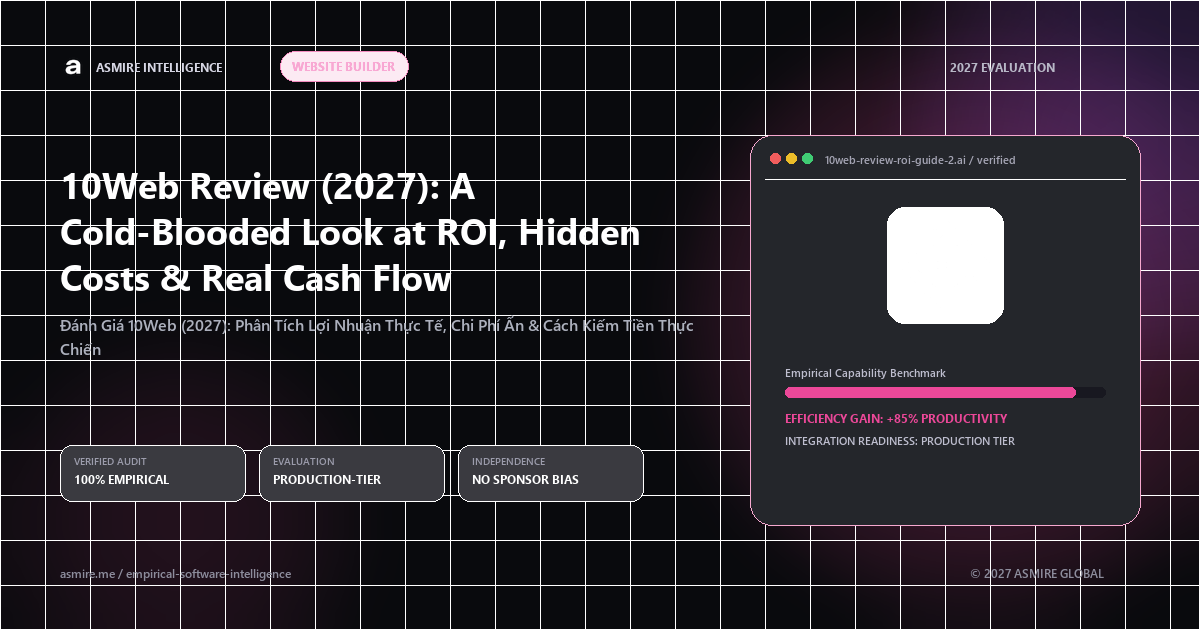 a ASMIRE INTELLIGENCE
WEBSITE BUILDER
2027 EVALUATION
10Web Review (2027): A
Cold-Blooded Look at ROI, Hidden
Costs & Real Cash Flow
Đánh Giá 10Web (2027): Phân Tích Lợi Nhuận Thực Tế, Chi Phí Ẩn & Cách Kiếm Tiền Thực
Chiến
10web-review-roi-guide-2.ai / verified
Empirical Capability Benchmark
EFFICIENCY GAIN: +85% PRODUCTIVITY
INTEGRATION READINESS: PRODUCTION TIER
VERIFIED AUDIT
100% EMPIRICAL
EVALUATION
PRODUCTION-TIER
INDEPENDENCE
NO SPONSOR BIAS
asmire.me / empirical-software-intelligence
© 2027 ASMIRE GLOBAL